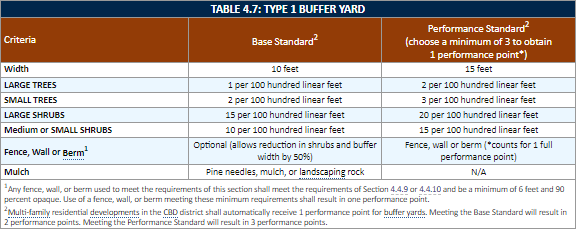 TABLE 4.7: TYPE 1 BUFFER YARD
Criteria
Base Standard2
Performance Standard2
(choose a minimum of 3 to obtain
1 performance point*)
Width 10 feet 15 feet
LARGE TREES 1 per 100 hundred linear feet 2 per 100 hundred linear feet
SMALL TREES 2 per 100 hundred linear feet 3 per 100 hundred linear feet
LARGE SHRUBS 15 per 100 hundred linear feet 20 per 100 hundred linear feet
Medium or SMALL SHRUBS 10 per 100 hundred linear feet 15 per 100 hundred linear feet
Fence, Wall or Berm1
Optional (allows reduction in shrubs and buffer
width by 50%)
Fence, wall or berm (*counts for 1 full
performance point)
Mulch Pine needles, mulch, or landscaping rock N/A
1Any fence, wall, or berm used to meet the requirements of this section shall meet the requirements of Section 4.4.9 or 4.4.10 and be a minimum of 6 feet and 90
percent opaque. Use of a fence, wall, or berm meeting these minimum requirements shall result in one performance point.
2Multi-family residential developments in the CBD district shall automatically receive 1 performance point for buffer yards. Meeting the Base Standard will result in
2 performance points. Meeting the Performance Standard will result in 3 performance points.